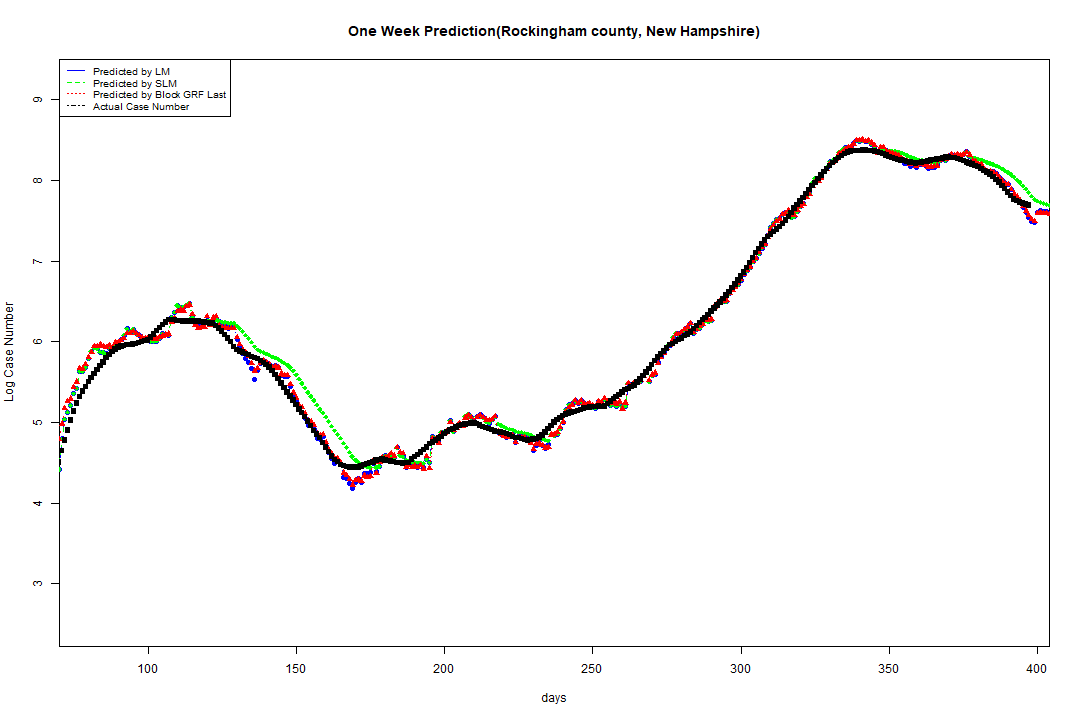 One Week Prediction(Rockingham county, New Hampshire)
Predicted by LM
Predicted by SLM
Predicted by Block GRF Last
Actual Case Number
Log Case Number
9
8
7
6
5
4
3
100 150 200 250 300 350 400
days